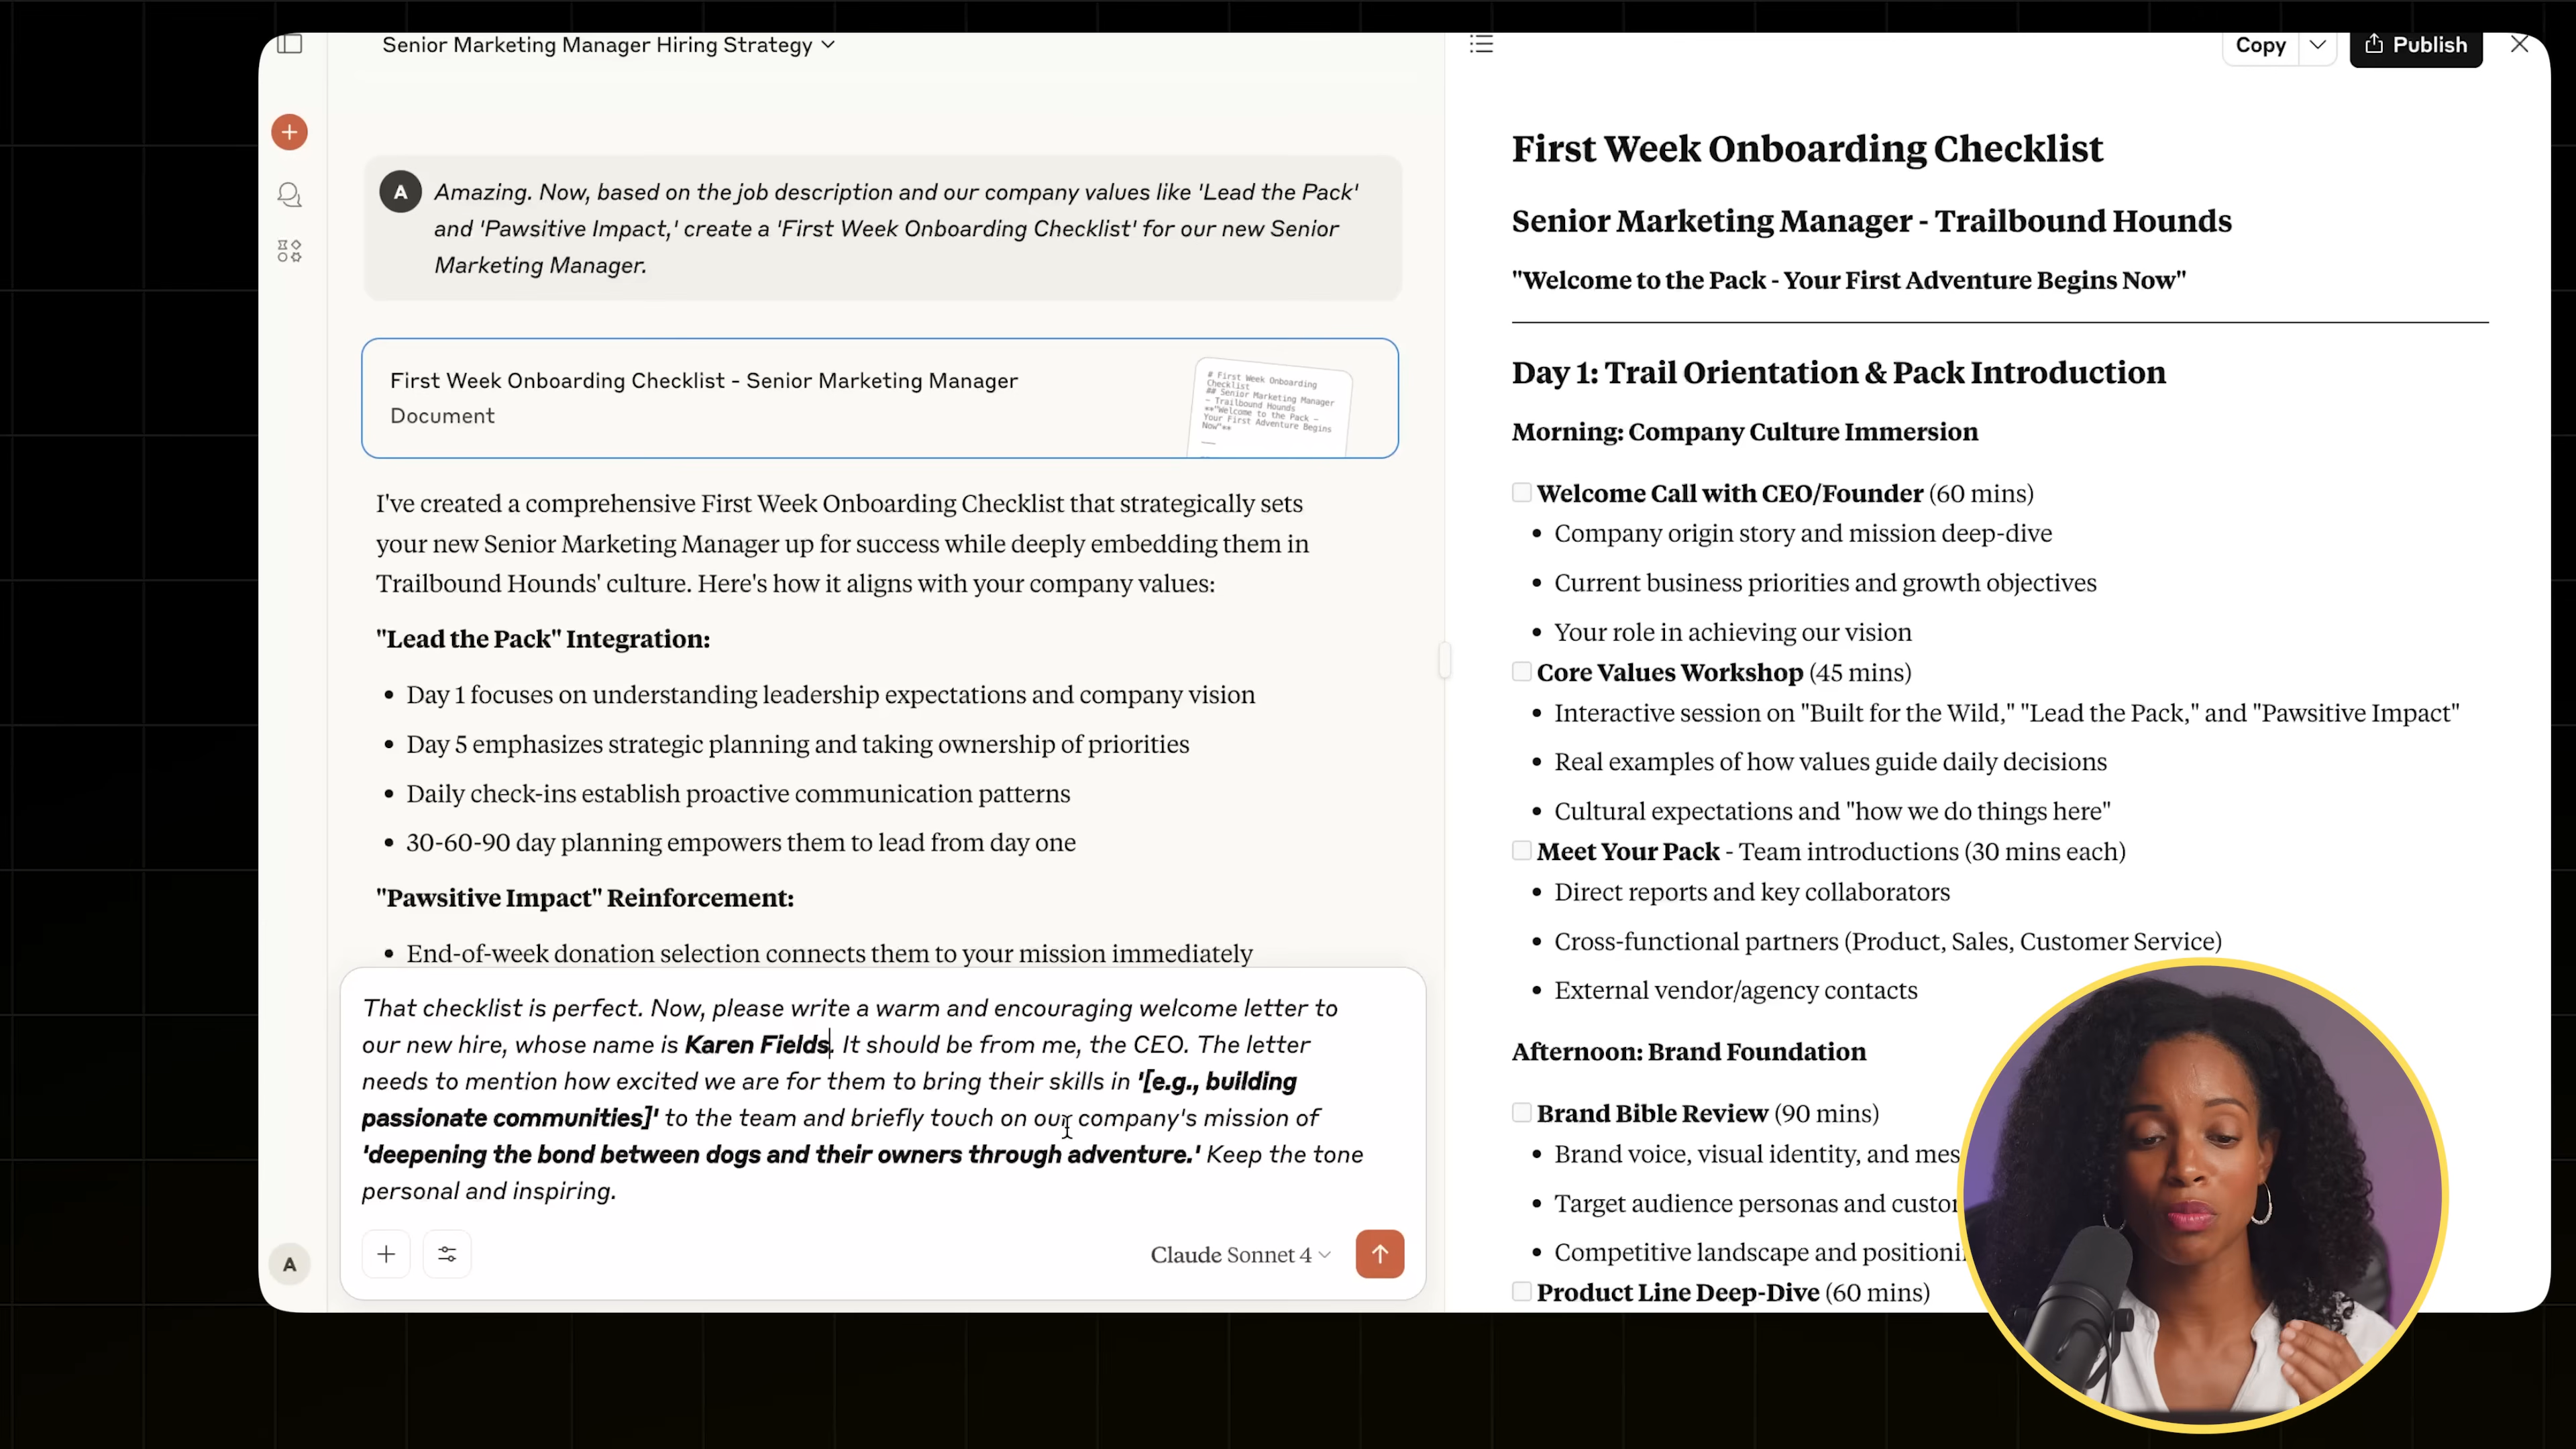 Senior Marketing Manager Hiring Strategy
Copy
Publish
A
Amazing. Now, based on the job description and our company values like 'Lead the Pack'
and 'Pawsitive Impact,' create a 'First Week Onboarding Checklist' for our new Senior
Marketing Manager.
First Week Onboarding Checklist - Senior Marketing Manager
Document
# First Week Onboarding
Checklist
## Senior Marketing Manager
- Trailbound Hounds
**"Welcome to the Pack -
Your First Adventure Begins
Now"**
I've created a comprehensive First Week Onboarding Checklist that strategically sets
your new Senior Marketing Manager up for success while deeply embedding them in
Trailbound Hounds' culture. Here's how it aligns with your company values:
"Lead the Pack" Integration:
• Day 1 focuses on understanding leadership expectations and company vision
• Day 5 emphasizes strategic planning and taking ownership of priorities
• Daily check-ins establish proactive communication patterns
• 30-60-90 day planning empowers them to lead from day one
"Pawsitive Impact" Reinforcement:
• End-of-week donation selection connects them to your mission immediately
That checklist is perfect. Now, please write a warm and encouraging welcome letter to
our new hire, whose name is Karen Fields. It should be from me, the CEO. The letter
needs to mention how excited we are for them to bring their skills in '[e.g., building
passionate communities]' to the team and briefly touch on our company's mission of
'deepening the bond between dogs and their owners through adventure.' Keep the tone
personal and inspiring.
Claude Sonnet 4
A
First Week Onboarding Checklist
Senior Marketing Manager - Trailbound Hounds
"Welcome to the Pack - Your First Adventure Begins Now"
Day 1: Trail Orientation & Pack Introduction
Morning: Company Culture Immersion
Welcome Call with CEO/Founder (60 mins)
• Company origin story and mission deep-dive
• Current business priorities and growth objectives
• Your role in achieving our vision
Core Values Workshop (45 mins)
• Interactive session on "Built for the Wild," "Lead the Pack," and "Pawsitive Impact"
• Real examples of how values guide daily decisions
• Cultural expectations and "how we do things here"
Meet Your Pack - Team introductions (30 mins each)
• Direct reports and key collaborators
• Cross-functional partners (Product, Sales, Customer Service)
• External vendor/agency contacts
Afternoon: Brand Foundation
Brand Bible Review (90 mins)
• Brand voice, visual identity, and mes
• Target audience personas and custo
• Competitive landscape and positioni
Product Line Deep-Dive (60 mins)